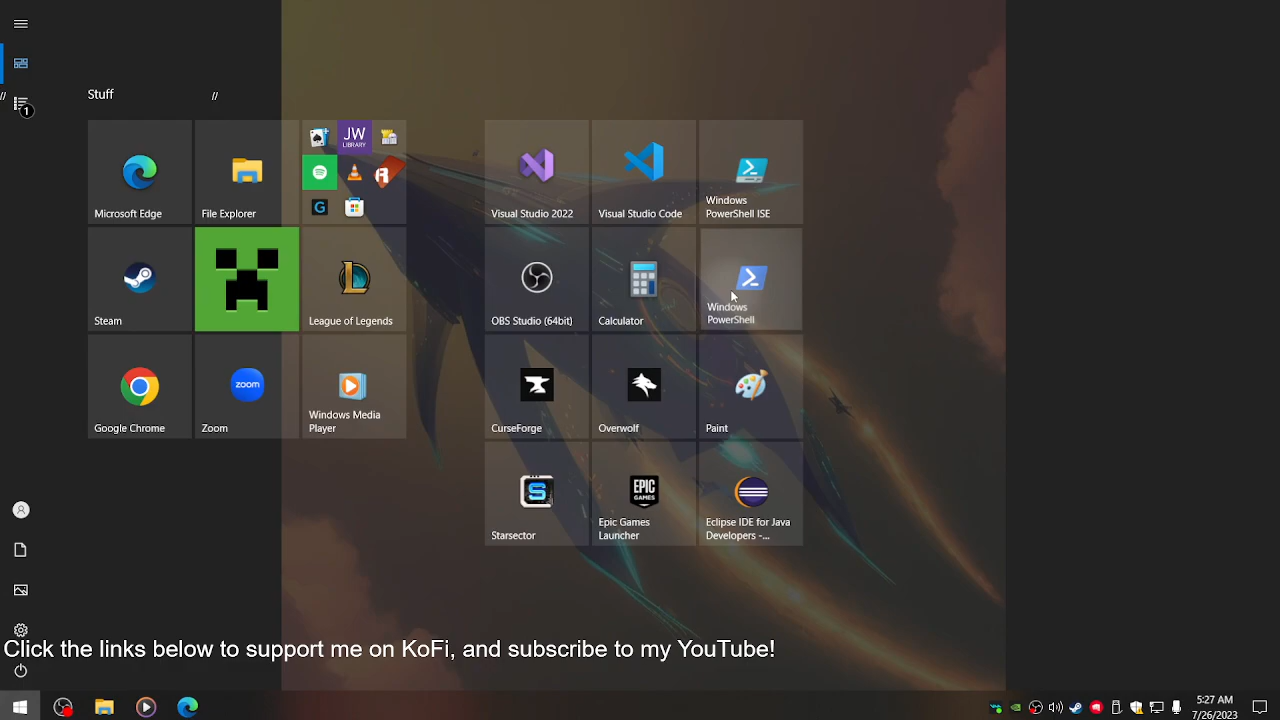 Stuff
//
//
1
JW
LIBRARY
G
Microsoft Edge
File Explorer
Visual Studio 2022
Visual Studio Code
Windows
PowerShell ISE
Steam
League of Legends
OBS Studio (64bit)
Calculator
Windows
PowerShell
zoom
EPIC
GAMES
Google Chrome
Zoom
Windows Media
Player
CurseForge
Overwolf
Paint
Starsector
Epic Games
Launcher
Eclipse IDE for Java
Developers -...
Click the links below to support me on KoFi, and subscribe to my YouTube!
5:27 AM
7/26/2023